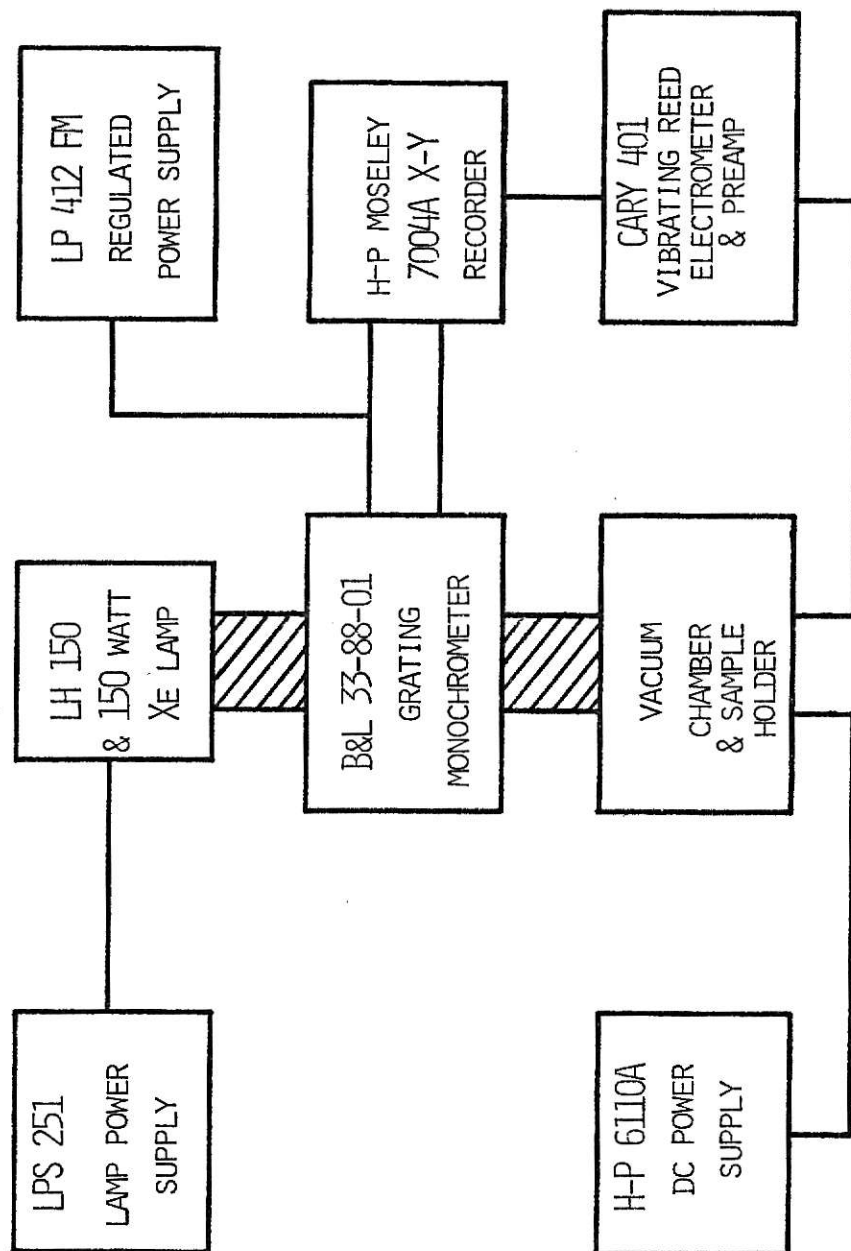 LPS 251
LAMP POWER
SUPPLY
LH 150
& 150 WATT
XE LAMP
LP 412 FM
REGULATED
POWER SUPPLY
B&L 33-88-01
GRATING
MONOCHROMETER
H-P MOSELEY
7004A X-Y
RECORDER
H-P 6110A
DC POWER
SUPPLY
VACUUM
CHAMBER
& SAMPLE
HOLDER
CARY 401
VIBRATING REED
ELECTROMETER
& PREAMP